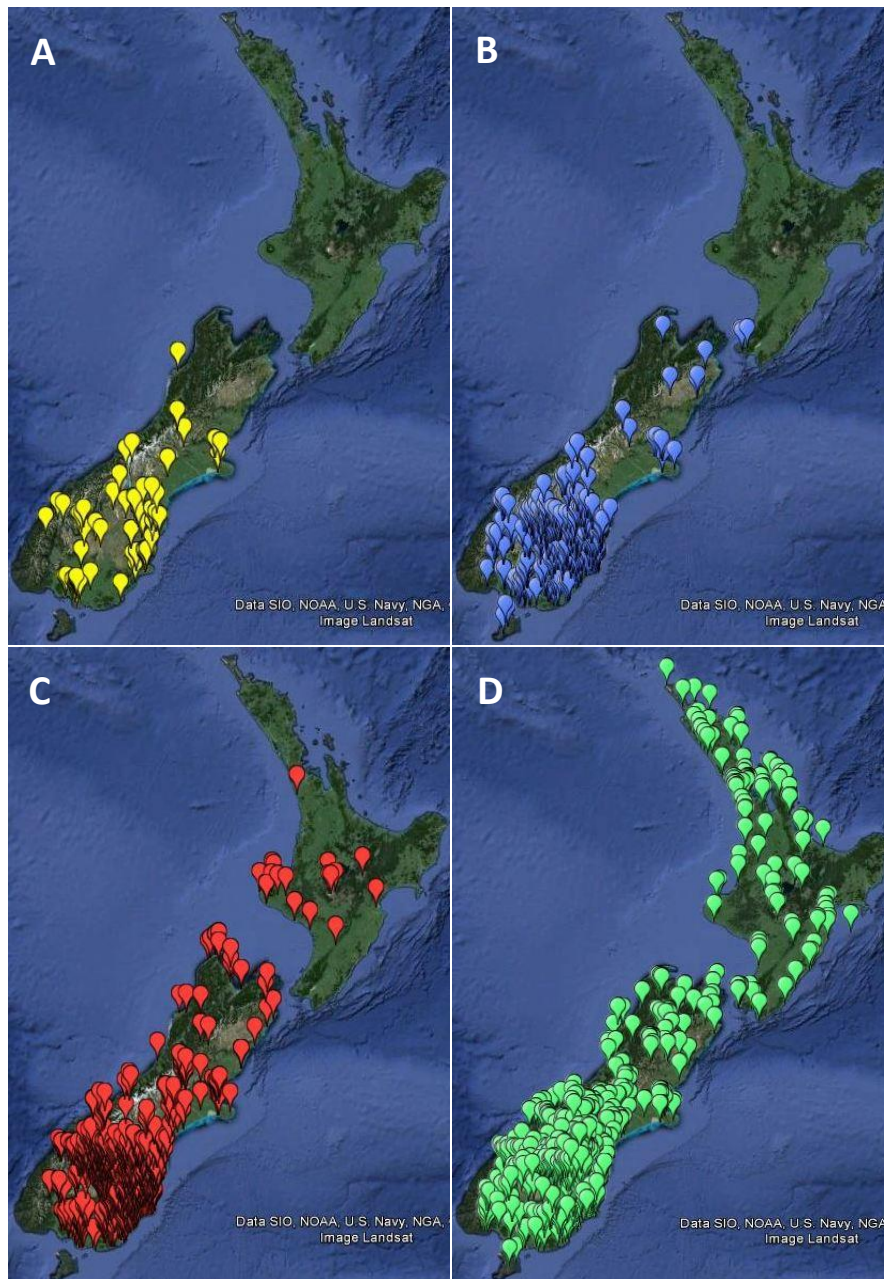 A
B
Data SIO, NOAA, U.S. Navy, NGA,
Image Landsat
Data SIO, NOAA, U.S. Navy, NGA,
Image Landsat
C
D
Data SIO, NOAA, U.S. Navy, NGA,
Image Landsat
Data SIO, NOAA, U.S. Navy, NGA,
Image Landsat